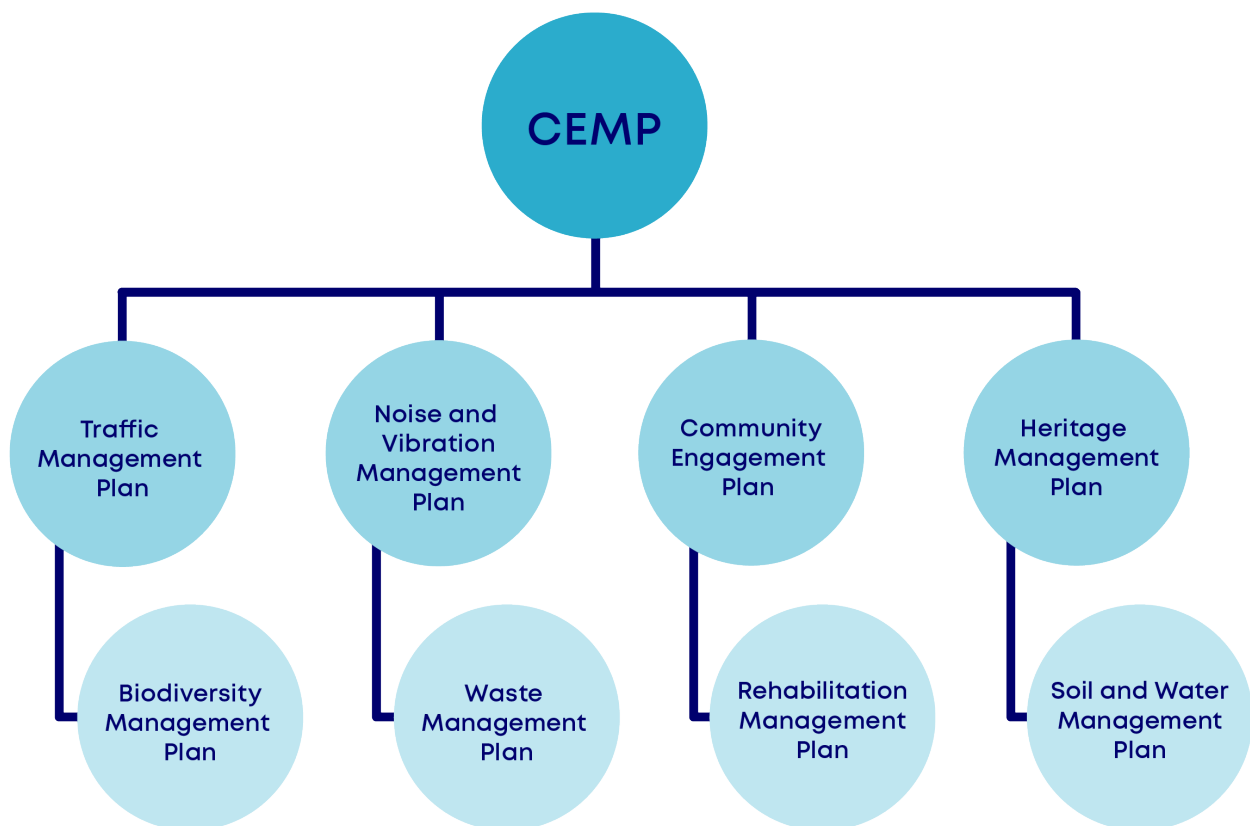 CEMP
Traffic
Management
Plan
Noise and
Vibration
Management
Plan
Community
Engagement
Plan
Heritage
Management
Plan
Biodiversity
Management
Plan
Waste
Management
Plan
Rehabilitation
Management
Plan
Soil and Water
Management
Plan